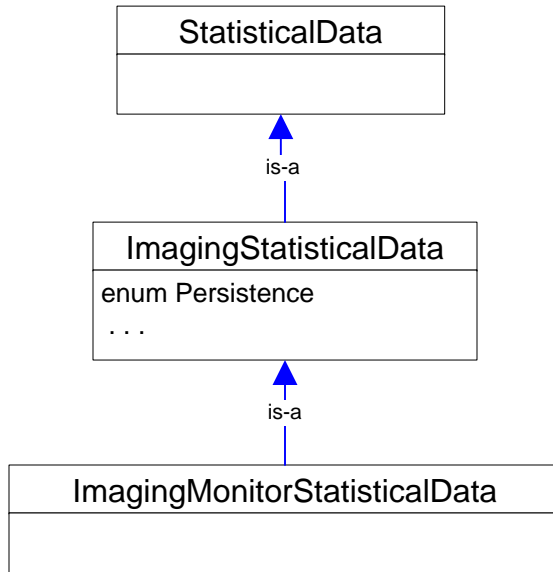 StatisticalData
is-a
ImagingStatisticalData
enum Persistence
. . .
is-a
ImagingMonitorStatisticalData